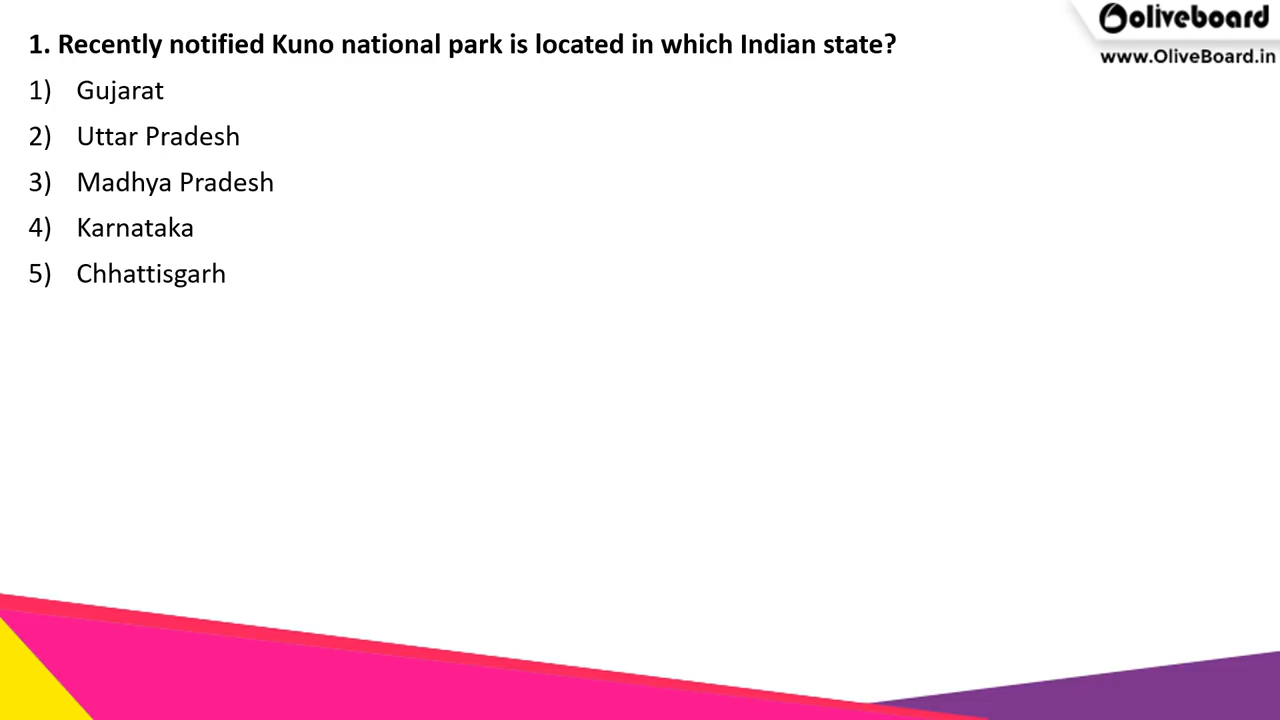 oliveboard
www.OliveBoard.in
1. Recently notified Kuno national park is located in which Indian state?
1) Gujarat
2) Uttar Pradesh
3) Madhya Pradesh
4) Karnataka
5) Chhattisgarh